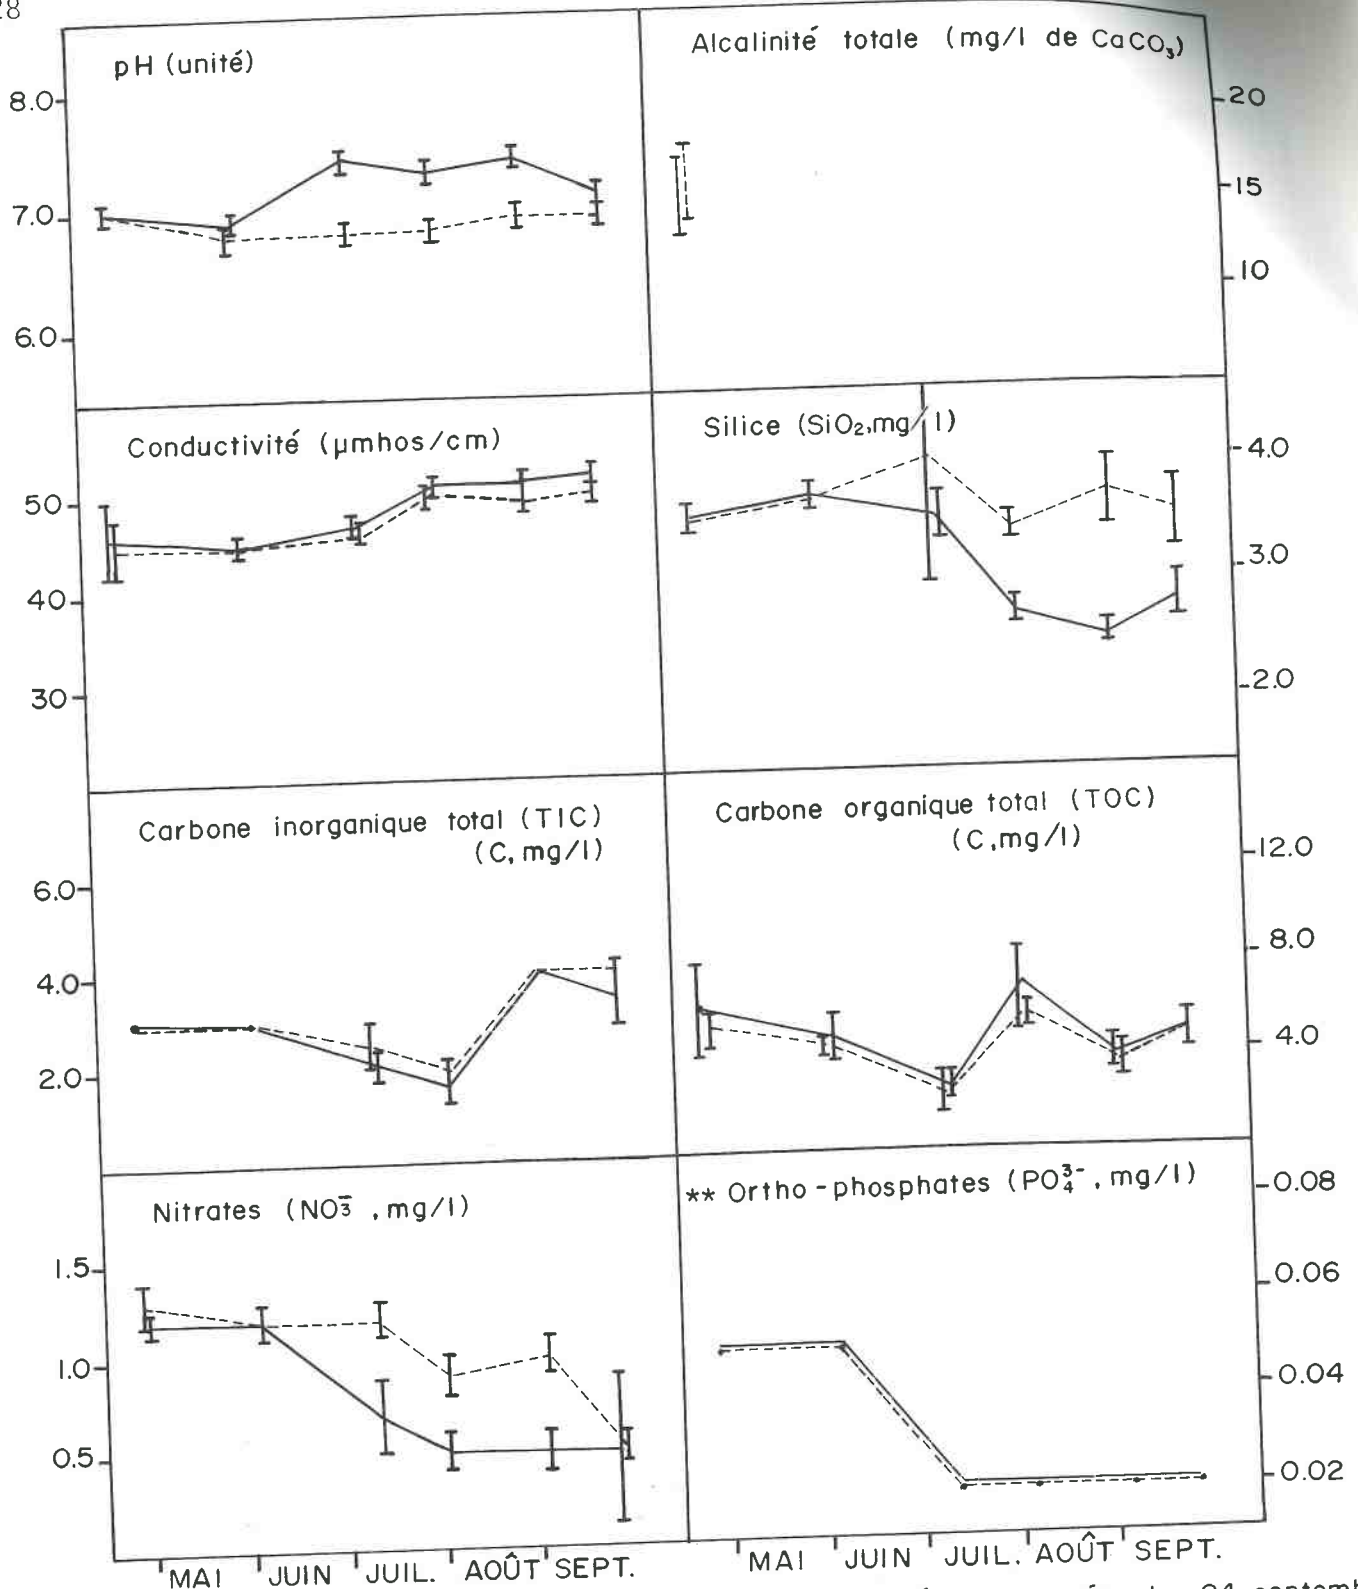 28
pH (unité)
8.0
7.0
6.0
Alcalinité totale (mg/l de CaCO₃)
20
15
10
Conductivité (µmhos/cm)
50
40
30
Silice (SiO₂,mg/l)
4.0
3.0
2.0
Carbone inorganique total (TIC)
(C, mg/l)
6.0
4.0
2.0
Carbone organique total (TOC)
(C,mg/l)
12.0
8.0
4.0
Nitrates (NO₃⁻, mg/l)
1.5
1.0
0.5
** Ortho-phosphates (PO₄³⁻, mg/l)
0.08
0.06
0.04
0.02
MAI JUIN JUIL. AOÛT SEPT.
MAI JUIN JUIL. AOÛT SEPT.